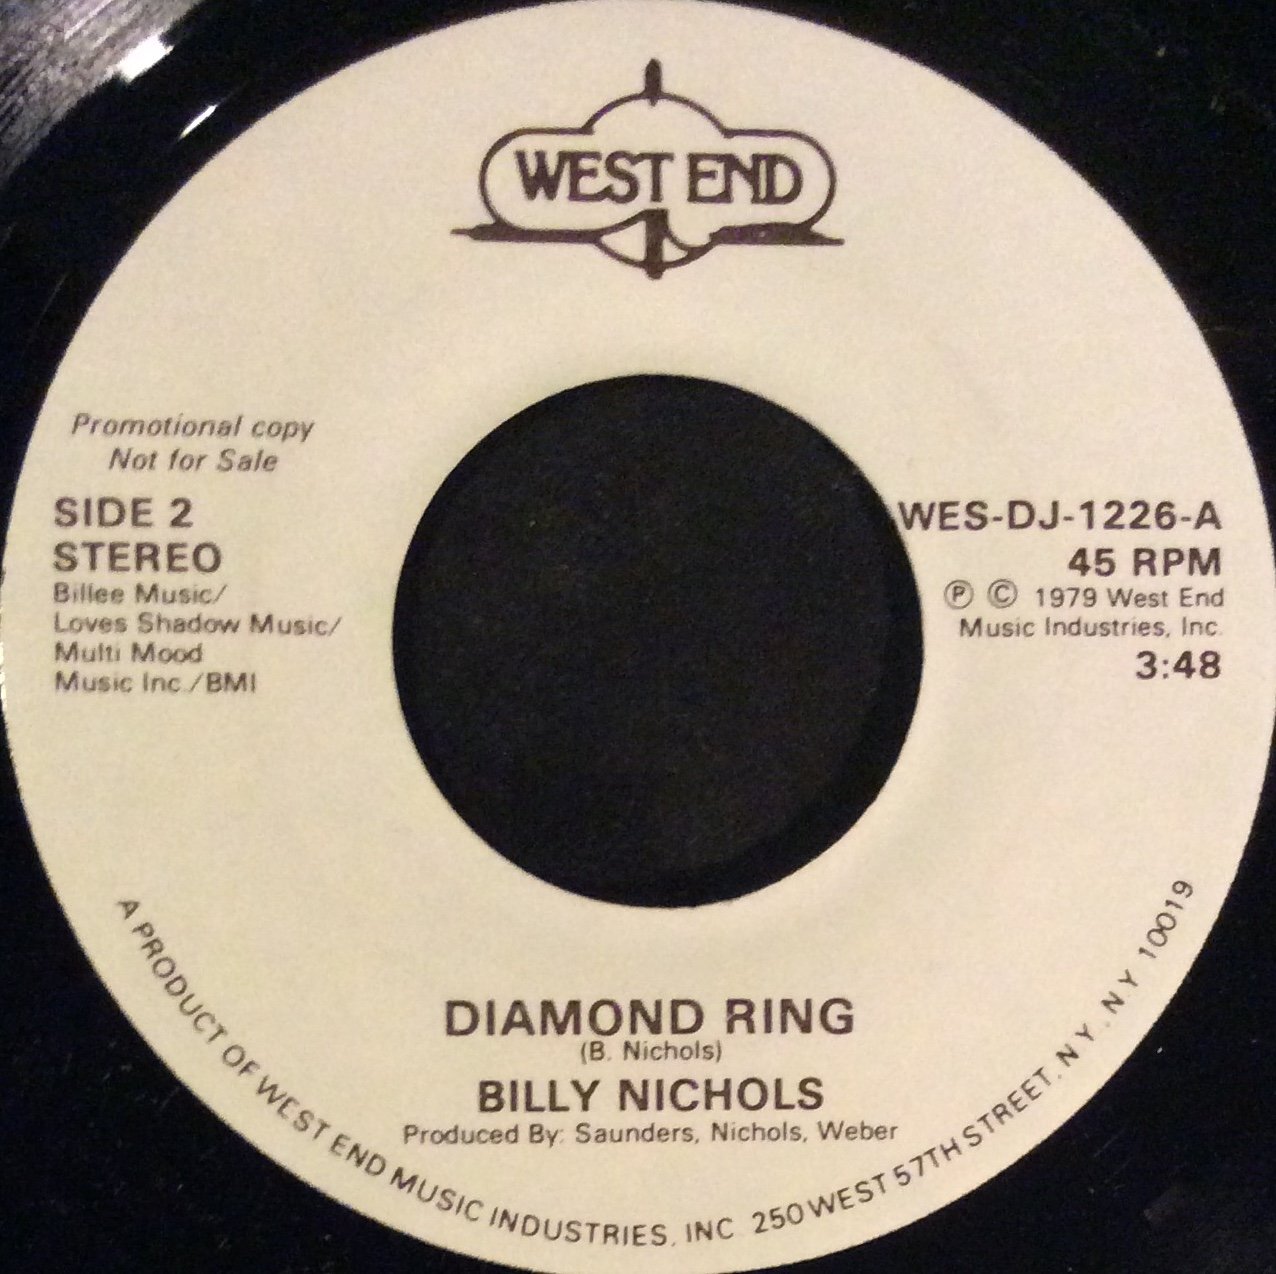 WEST END
Promotional copy
Not for Sale
SIDE 2
STEREO
Billee Music/
Loves Shadow Music/
Multi Mood
Music Inc./BMI
WES-DJ-1226-A
45 RPM
Ⓟ © 1979 West End
Music Industries, Inc.
3:48
DIAMOND RING
(B. Nichols)
BILLY NICHOLS
Produced By: Saunders, Nichols, Weber
A PRODUCT OF WEST END MUSIC INDUSTRIES, INC 250 WEST 57TH STREET, N.Y., N.Y. 10019